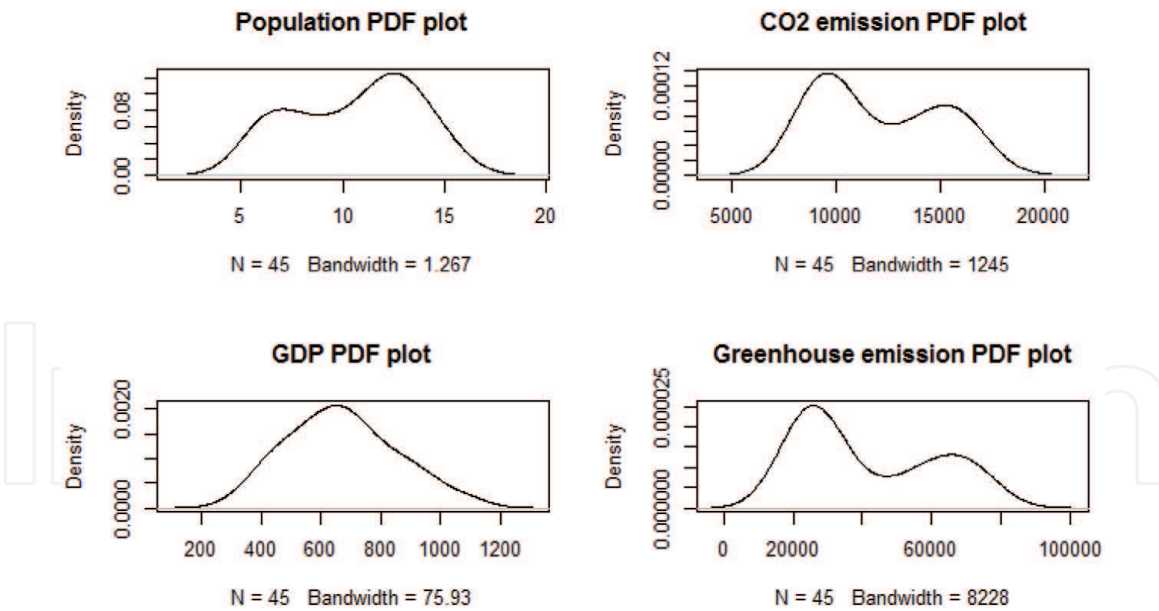 Population PDF plot
Density
0.00 0.08
5 10 15 20
N = 45 Bandwidth = 1.267
CO2 emission PDF plot
Density
0.00000 0.00012
5000 10000 15000 20000
N = 45 Bandwidth = 1245
GDP PDF plot
Density
0.0000 0.0020
200 400 600 800 1000 1200
N = 45 Bandwidth = 75.93
Greenhouse emission PDF plot
Density
0.0000000 0.0000025
0 20000 60000 100000
N = 45 Bandwidth = 8228